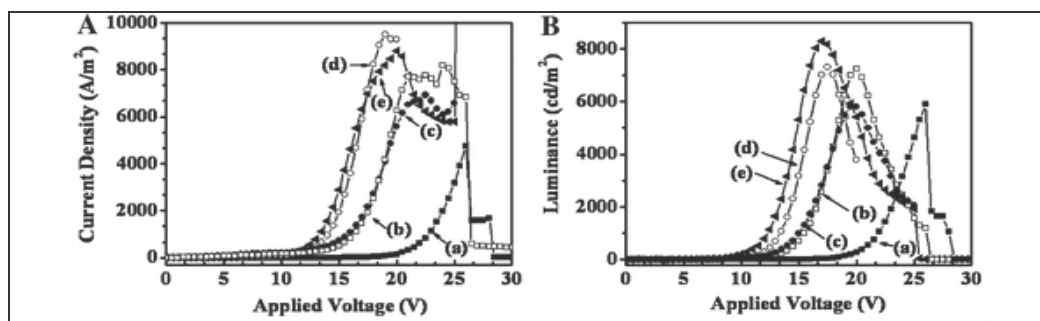 A
Current Density (A/m²)
10000
8000
6000
4000
2000
0
(d)
(e)
(c)
(b)
(a)
0 5 10 15 20 25 30
Applied Voltage (V)
B
Luminance (cd/m²)
8000
6000
4000
2000
0
(d)
(e)
(b)
(c)
(a)
0 5 10 15 20 25 30
Applied Voltage (V)